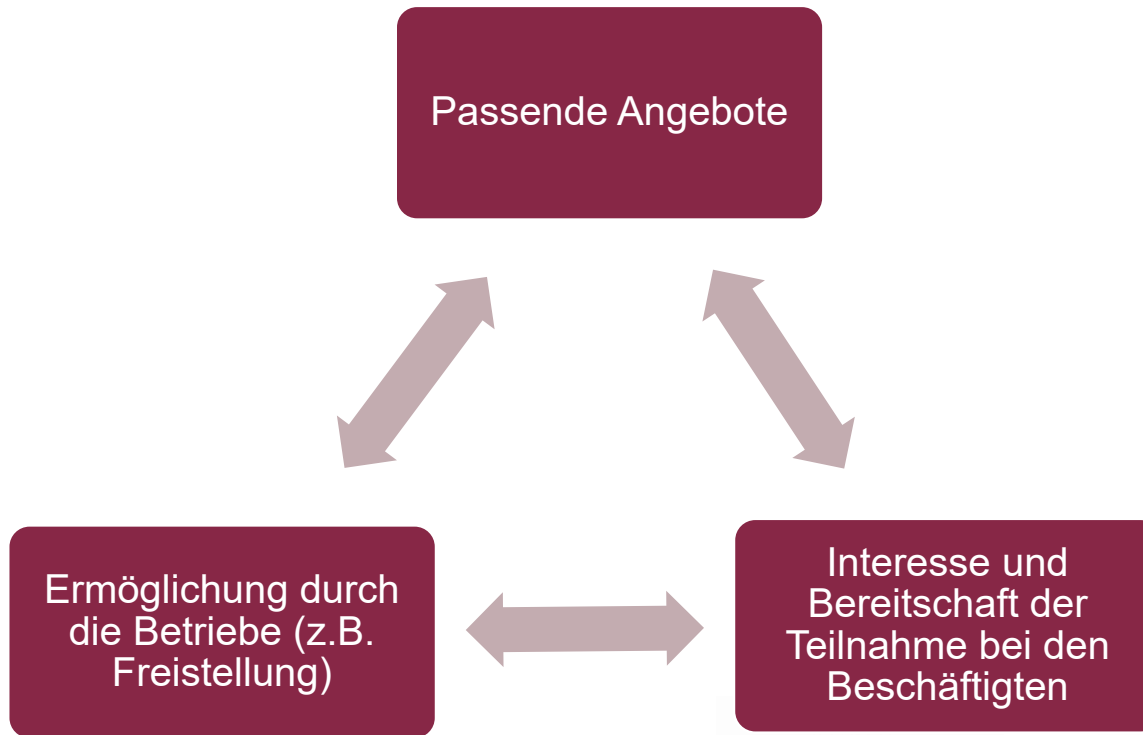 Passende Angebote
Ermöglichung durch
die Betriebe (z.B.
Freistellung)
Interesse und
Bereitschaft der
Teilnahme bei den
Beschäftigten